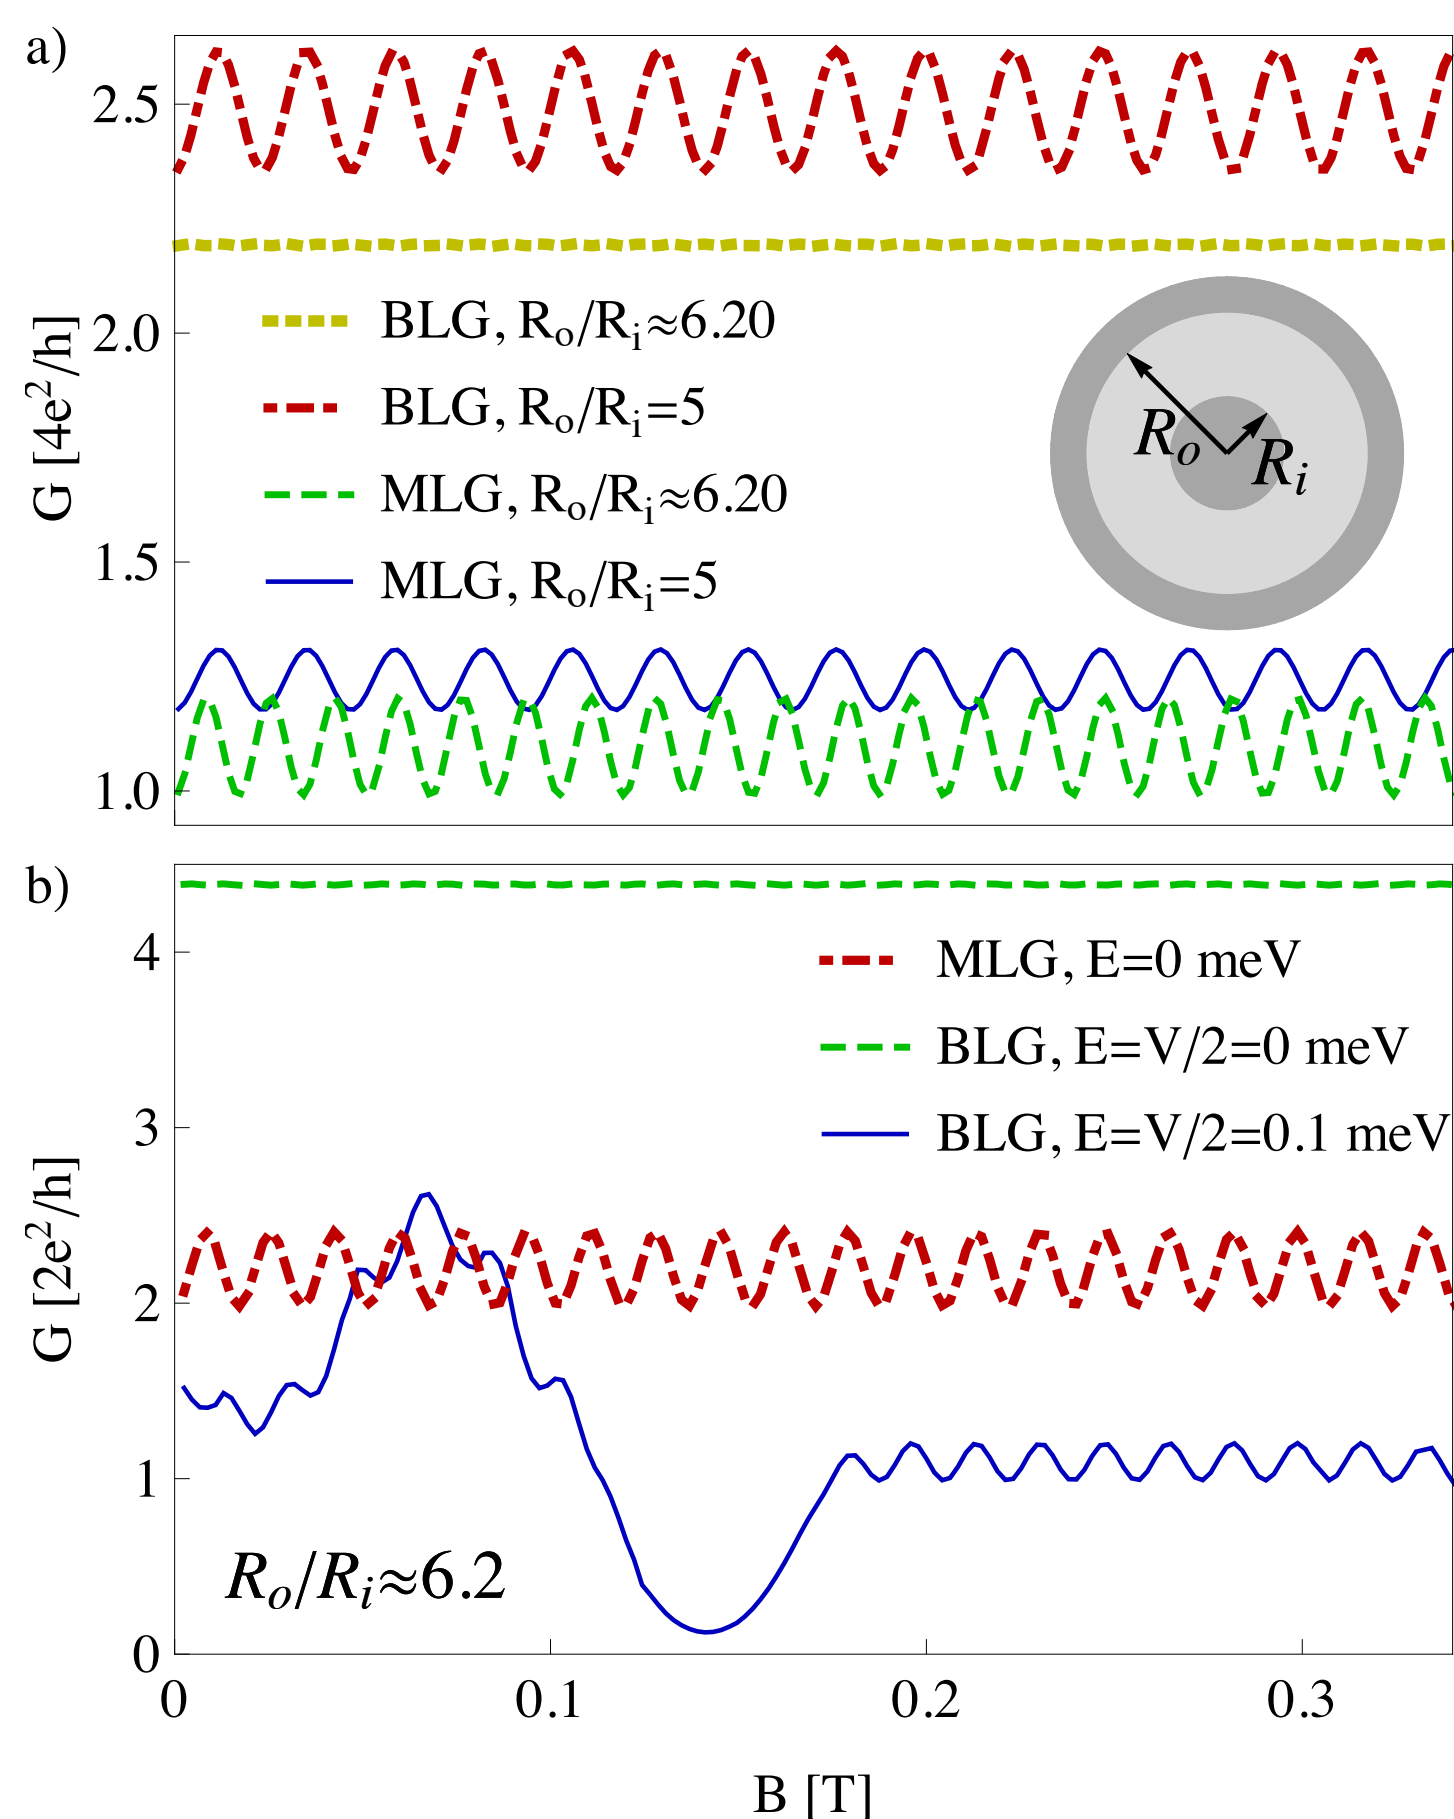 a)
2.5
2.0
1.5
1.0
G [4e²/h]
BLG, Rₒ/Rᵢ≈6.20
BLG, Rₒ/Rᵢ=5
MLG, Rₒ/Rᵢ≈6.20
MLG, Rₒ/Rᵢ=5
Rₒ
Rᵢ
b)
4
3
2
1
0
G [2e²/h]
MLG, E=0 meV
BLG, E=V/2=0 meV
BLG, E=V/2=0.1 meV
Rₒ/Rᵢ≈6.2
0
0.1
0.2
0.3
B [T]